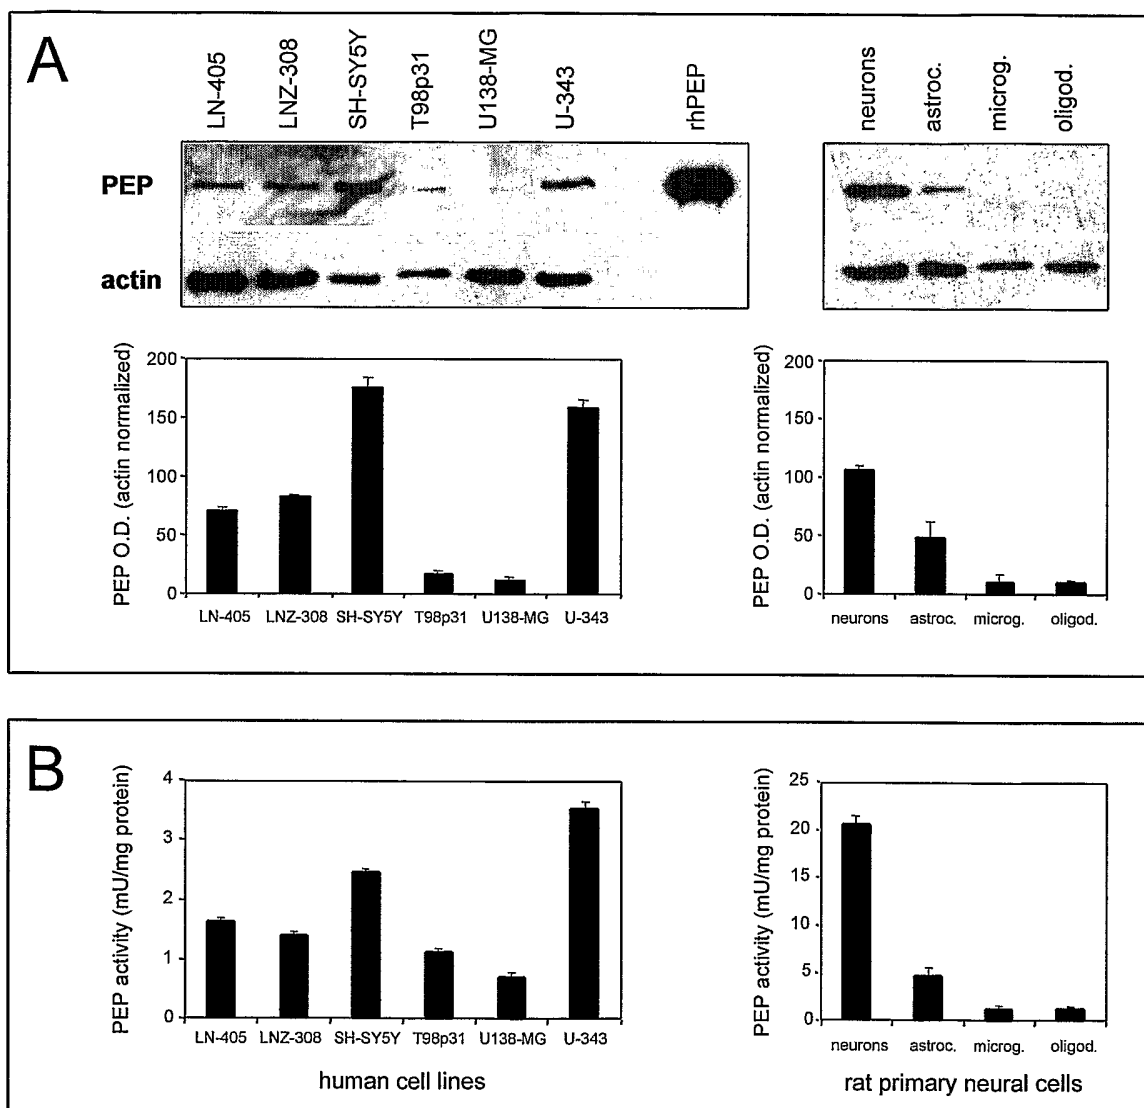 A
LN-405
LNZ-308
SH-SY5Y
T98p31
U138-MG
U-343
rhPEP
neurons
astroc.
microg.
oligod.
PEP
actin
PEP O.D. (actin normalized)
200
150
100
50
0
LN-405 LNZ-308 SH-SY5Y T98p31 U138-MG U-343
PEP O.D. (actin normalized)
200
150
100
50
0
neurons astroc. microg. oligod.
B
PEP activity (mU/mg protein)
4
3
2
1
0
LN-405 LNZ-308 SH-SY5Y T98p31 U138-MG U-343
human cell lines
PEP activity (mU/mg protein)
25
20
15
10
5
0
neurons astroc. microg. oligod.
rat primary neural cells